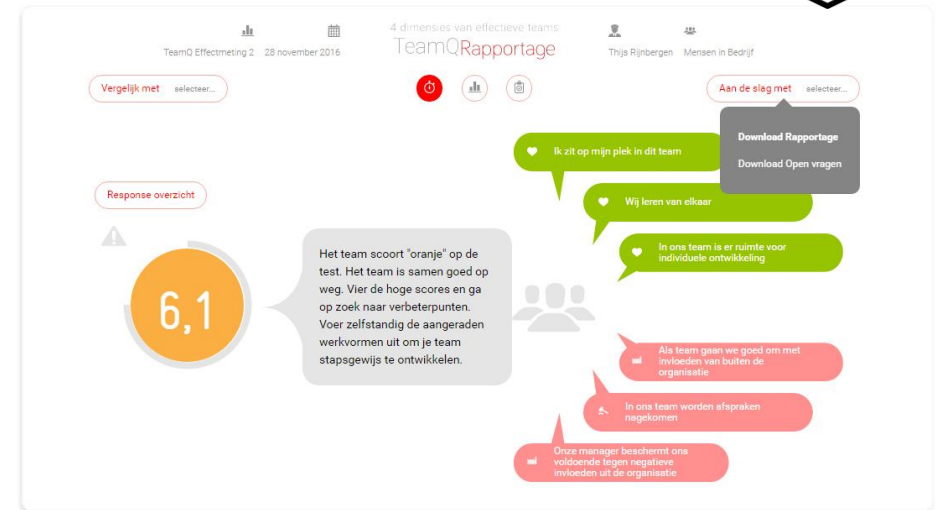 4 dimensies van effectieve teams
TeamQRapportage
TeamQ Effectmeting 2
28 november 2016
Thijs Rijnbergen
Mensen in Bedrijf
Vergelijk met selecteer...
Aan de slag met selecteer...
Download Rapportage
Download Open vragen
Ik zit op mijn plek in dit team
Wij leren van elkaar
Response overzicht
In ons team is er ruimte voor
individuele ontwikkeling
6,1
Het team scoort "oranje" op de
test. Het team is samen goed op
weg. Vier de hoge scores en ga
op zoek naar verbeterpunten.
Voer zelfstandig de aangeraden
werkvormen uit om je team
stapsgewijs te ontwikkelen.
Als team gaan we goed om met
invloeden van buiten de
organisatie
In ons team worden afspraken
nagekomen
Onze manager beschermt ons
voldoende tegen negatieve
invloeden uit de organisatie